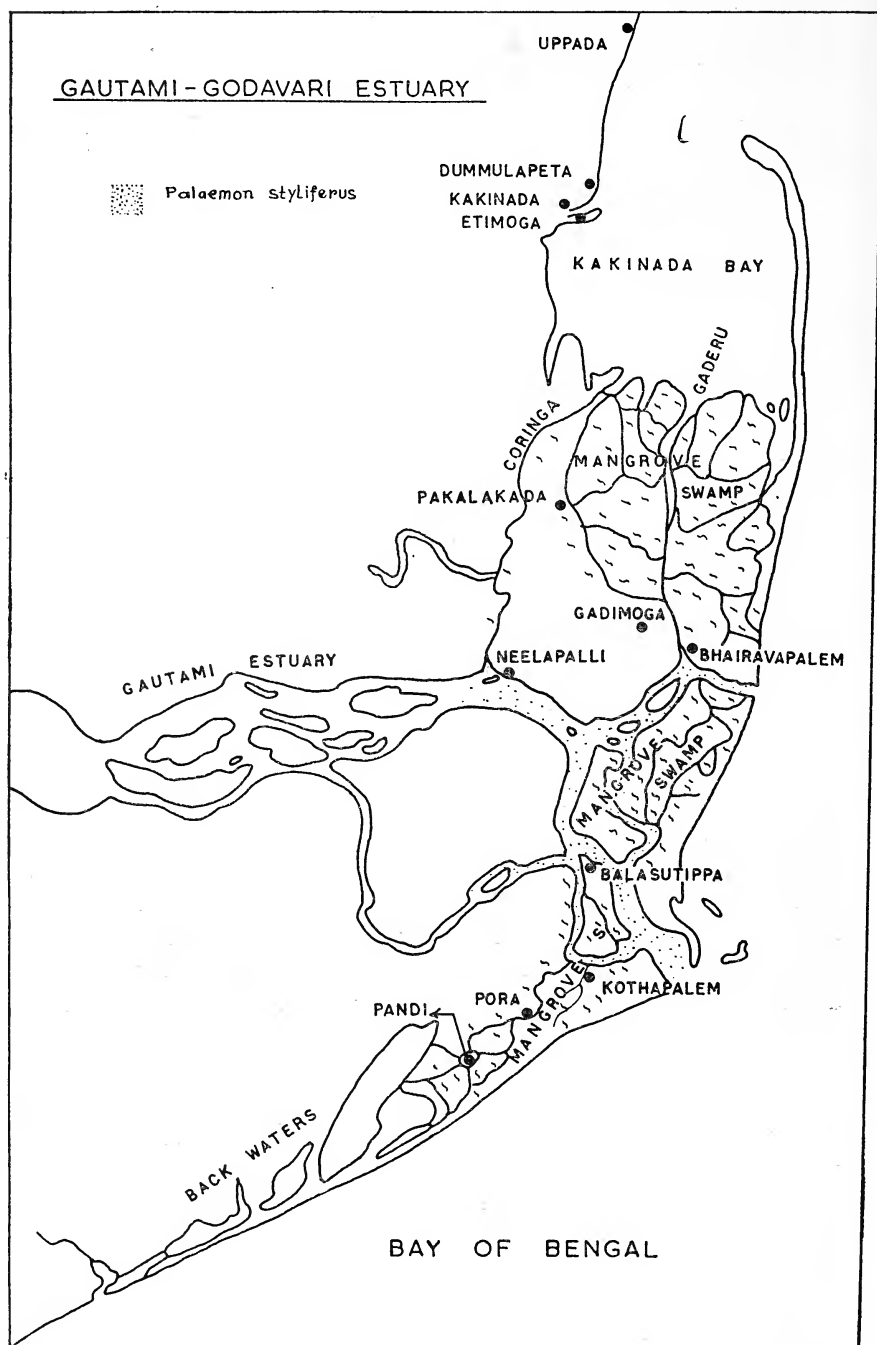 UPPADA
GAUTAMI-GODAVARI ESTUARY
Palaemon styliferus
DUMMULAPETA
KAKINADA
ETIMOGA
KAKINADA BAY
GADERU
CORINGA
MANGROVE
SWAMP
PAKALAKADA
GADIMOGA
BHAIRAVAPALEM
NEELAPALLI
GAUTAMI ESTUARY
MANGROVE
SWAMP
BALASUTIPPA
MANGROVES
KOTHAPALEM
PORA
PANDI
BACK WATERS
BAY OF BENGAL